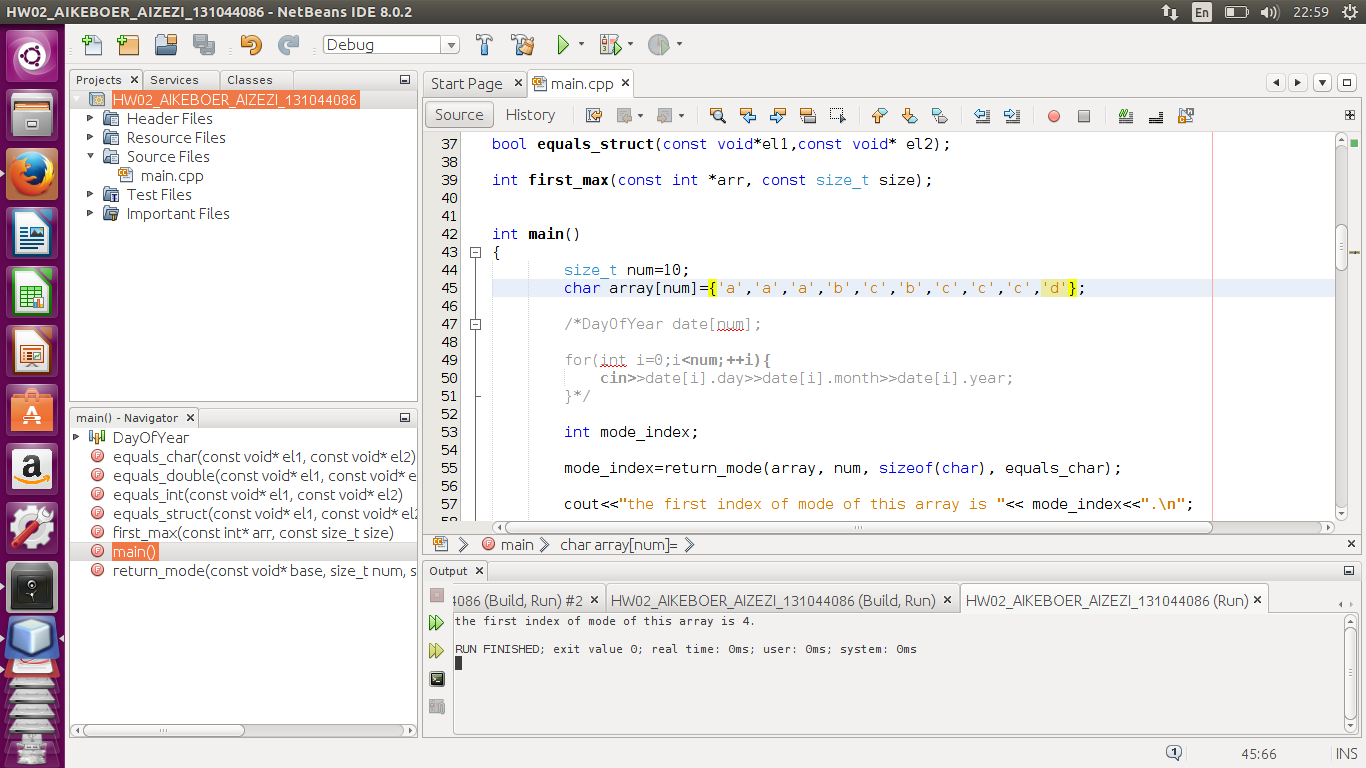 HW02_AIKEBOER_AIZEZI_131044086 - NetBeans IDE 8.0.2
En
22:59
Debug
Projects
Services
Classes
HW02_AIKEBOER_AIZEZI_131044086
Header Files
Resource Files
Source Files
main.cpp
Test Files
Important Files
main() - Navigator
DayOfYear
equals_char(const void* el1, const void* el2)
equals_double(const void* el1, const void* e
equals_int(const void* el1, const void* el2)
equals_struct(const void* el1, const void* el2
first_max(const int* arr, const size_t size)
main()
return_mode(const void* base, size_t num, s
Start Page
main.cpp
Source
History
37 bool equals_struct(const void*el1,const void* el2);
38
39 int first_max(const int *arr, const size_t size);
40
41
42 int main()
43 {
44 size_t num=10;
45 char array[num]={'a','a','a','b','c','b','c','c','c','d'};
46
47 /*DayOfYear date[num];
48
49 for(int i=0;i<num;++i){
50 cin>>date[i].day>>date[i].month>>date[i].year;
51 }*/
52
53 int mode_index;
54
55 mode_index=return_mode(array, num, sizeof(char), equals_char);
56
57 cout<<"the first index of mode of this array is "<< mode_index<<".\n";
main
char array[num]=
Output
4086 (Build, Run) #2
HW02_AIKEBOER_AIZEZI_131044086 (Build, Run)
HW02_AIKEBOER_AIZEZI_131044086 (Run)
the first index of mode of this array is 4.
RUN FINISHED; exit value 0; real time: 0ms; user: 0ms; system: 0ms
1
45:66
INS